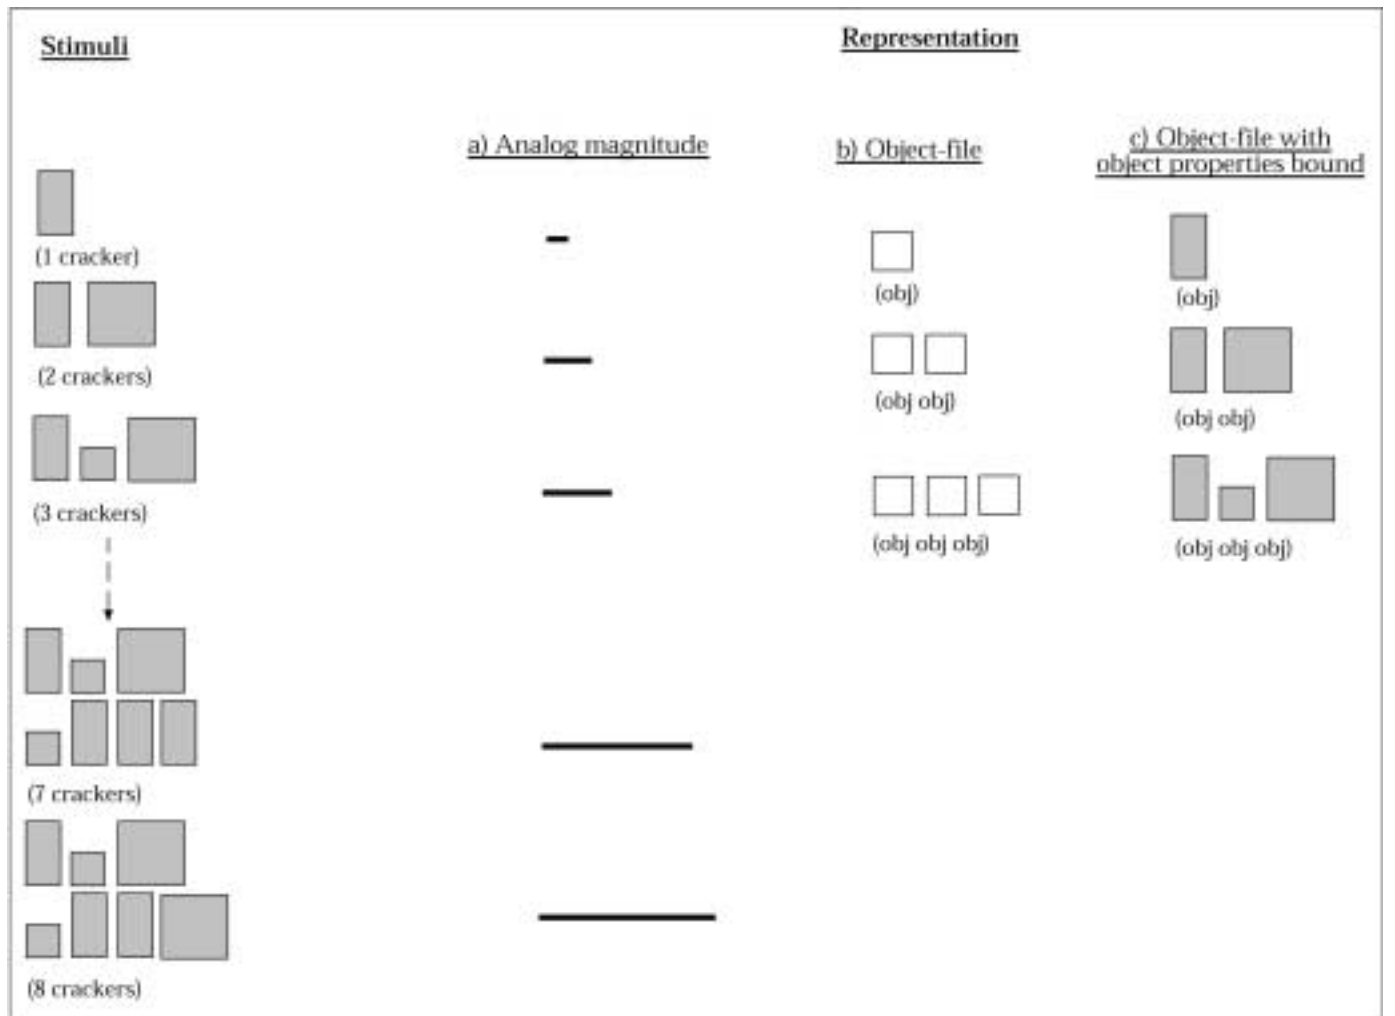 Stimuli
Representation
a) Analog magnitude
b) Object-file
c) Object-file with
object properties bound
(1 cracker)
(obj)
(obj)
(2 crackers)
(obj obj)
(obj obj)
(3 crackers)
(obj obj obj)
(obj obj obj)
(7 crackers)
(8 crackers)